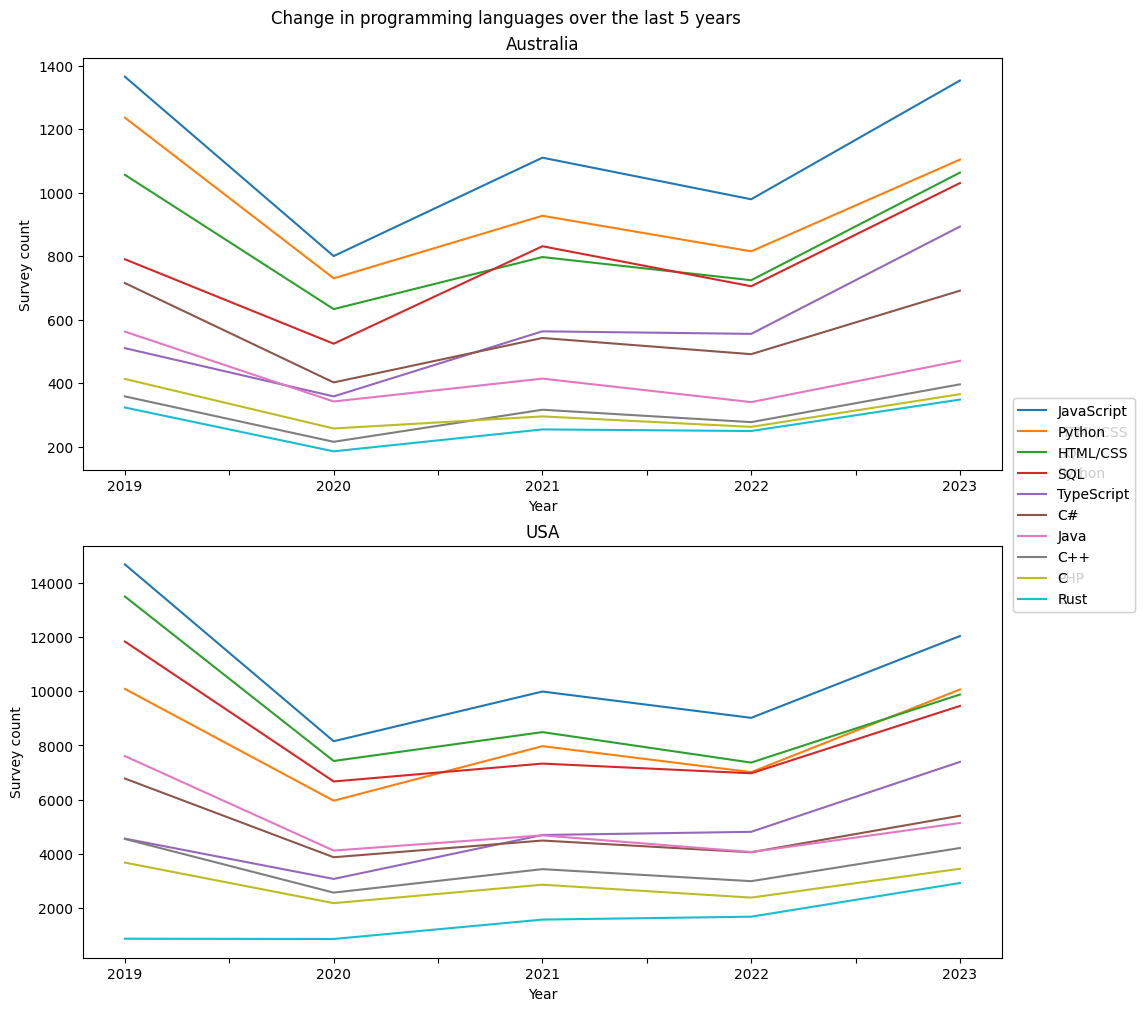 Change in programming languages over the last 5 years
Australia
1400
1200
1000
800
600
400
200
Survey count
2019 2020 2021 2022 2023
Year
USA
14000
12000
10000
8000
6000
4000
2000
Survey count
2019 2020 2021 2022 2023
Year
JavaScript
Python
HTML/CSS
SQL
TypeScript
C#
Java
C++
C
Rust